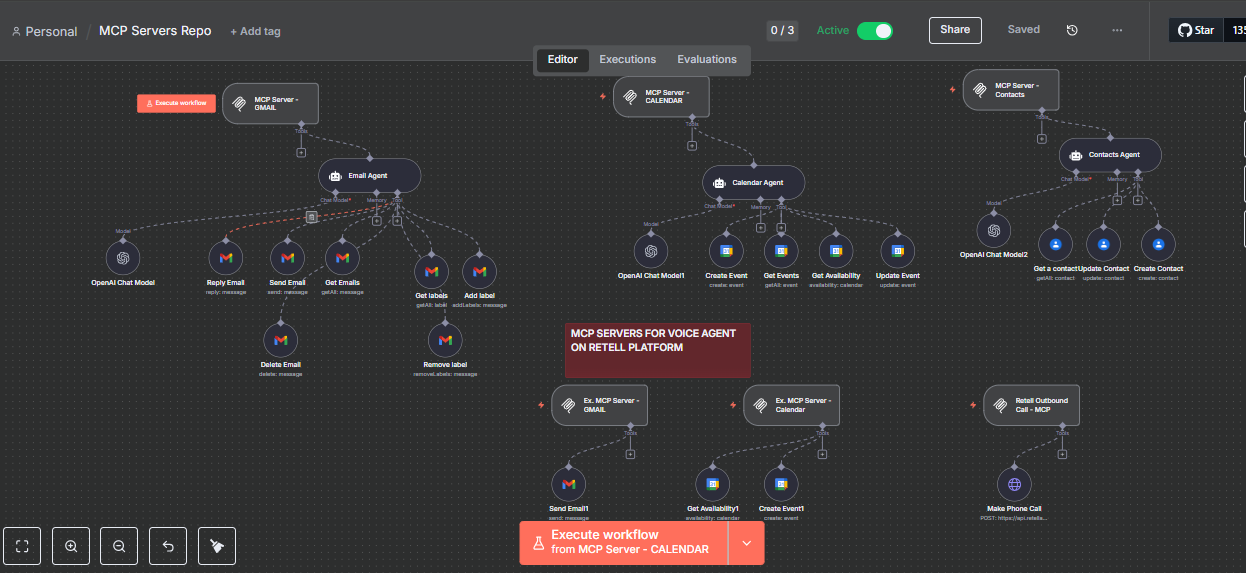 Personal / MCP Servers Repo + Add tag
0 / 3 Active Share Saved ... Star 135
Editor Executions Evaluations
Execute workflow
MCP Server -
GMAIL
MCP Server -
CALENDAR
MCP Server -
Contacts
Tools
Tools
Tools
Email Agent
Calendar Agent
Contacts Agent
Chat Model* Memory Tool
Chat Model* Memory Tool
Chat Model* Memory Tool
Model
Model
Model
OpenAI Chat Model
Reply Email
reply: message
Send Email
send: message
Get Emails
getAll: message
Get labels
getAll: label
Add label
addLabels: message
Delete Email
delete: message
Remove label
removeLabels: message
OpenAI Chat Model1
Create Event
create: event
Get Events
getAll: event
Get Availability
availability: calendar
Update Event
update: event
OpenAI Chat Model2
Get a contact
getAll: contact
Update Contact
update: contact
Create Contact
create: contact
MCP SERVERS FOR VOICE AGENT
ON RETELL PLATFORM
Ex. MCP Server -
GMAIL
Ex. MCP Server -
Calendar
Retell Outbound
Call - MCP
Tools
Tools
Tools
Send Email1
send: message
Get Availability1
availability: calendar
Create Event1
create: event
Make Phone Call
POST: https://api.retella...
Execute workflow
from MCP Server - CALENDAR